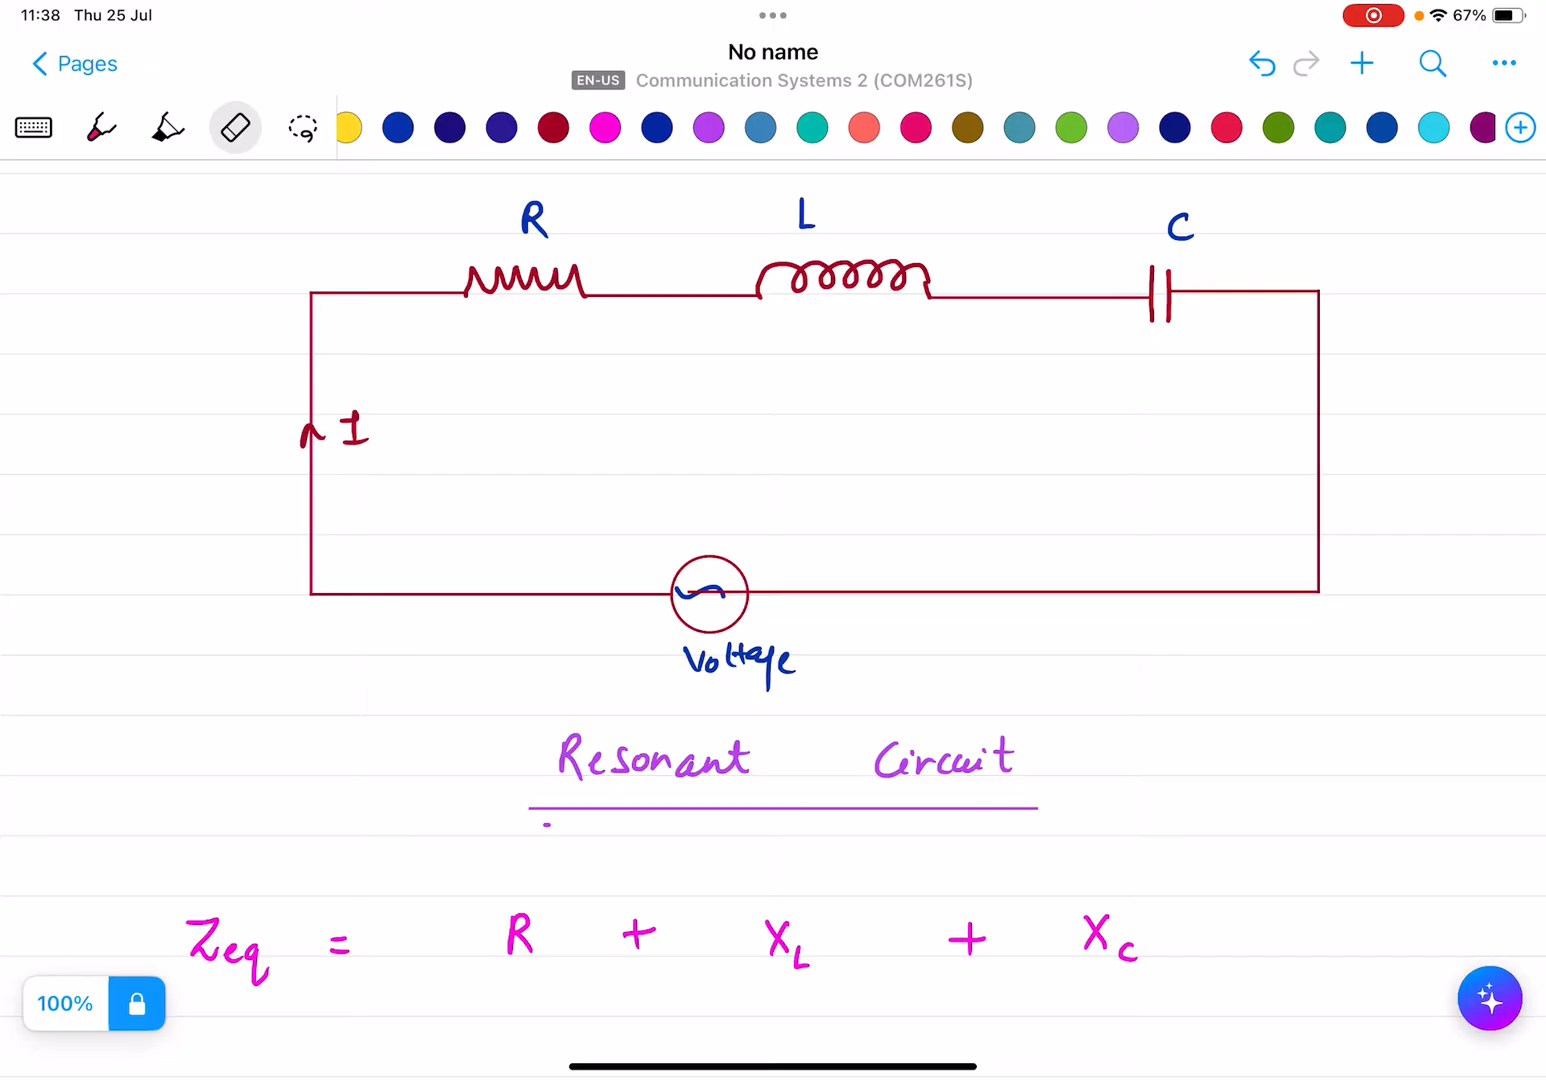 11:38 Thu 25 Jul
67%
No name
Pages
EN-US Communication Systems 2 (COM261S)
R L C
I
Voltage
Resonant Circuit
Zeq = R + XL + XC
100%